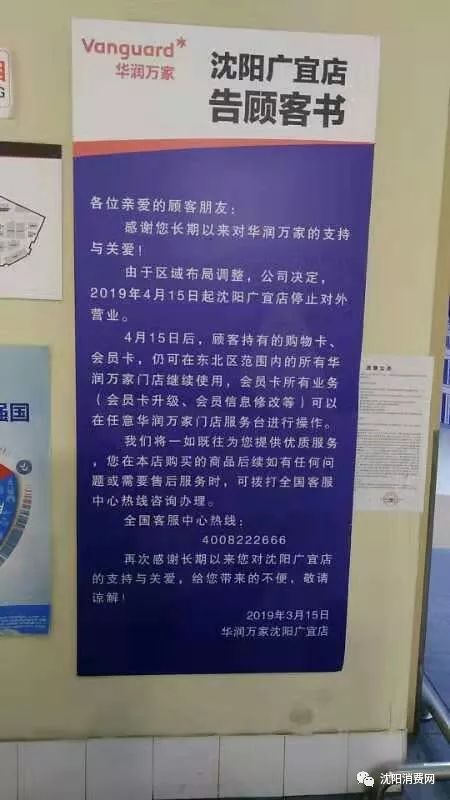 Vanguard
华润万家
沈阳广宜店
告顾客书
各位亲爱的顾客朋友：
感谢您长期以来对华润万家的支持
与关爱！
由于区域布局调整，公司决定，
2019年4月15日起沈阳广宜店停止对外
营业。
4月15日后，顾客持有的购物卡、
会员卡，仍可在东北区范围内的所有华
润万家门店继续使用，会员卡所有业务
（会员卡升级、会员信息修改等）可以
在任意华润万家门店服务台进行操作。
我们将一如既往为您提供优质服务
，您在本店购买的商品后续如有任何问
题或需要售后服务时，可拨打全国客服
中心热线咨询办理。
全国客服中心热线：
4008222666
再次感谢长期以来您对沈阳广宜店
的支持与关爱，给您带来的不便，敬请
谅解！
2019年3月15日
华润万家沈阳广宜店
强国
沈阳消费网